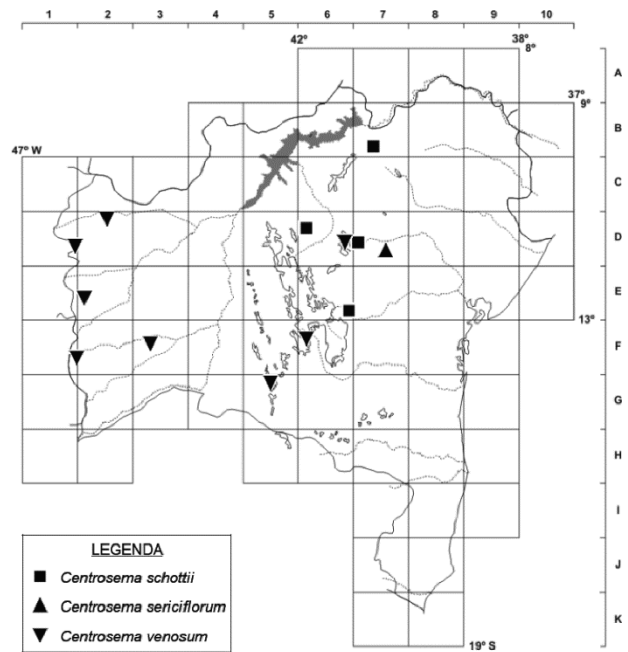 1 2 3 4 5 6 7 8 9 10
42° 38°
8°
A
37°
9°
B
47° W
C
D
E
13°
F
G
H
I
J
K
19° S
LEGENDA
Centrosema schottii
Centrosema sericiflorum
Centrosema venosum